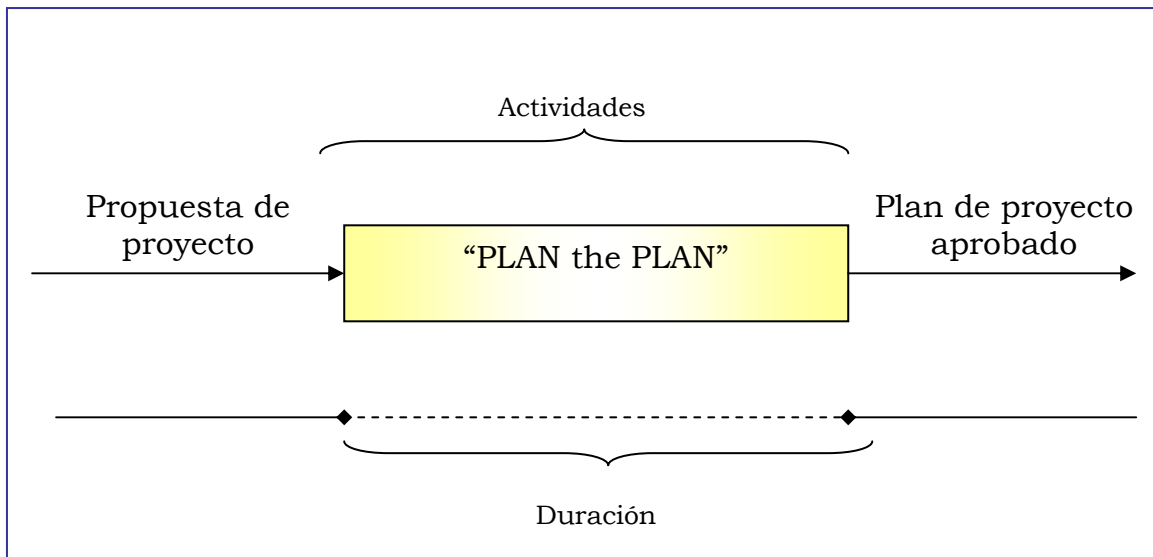 Actividades
Propuesta de
proyecto
“PLAN the PLAN”
Plan de proyecto
aprobado
Duración